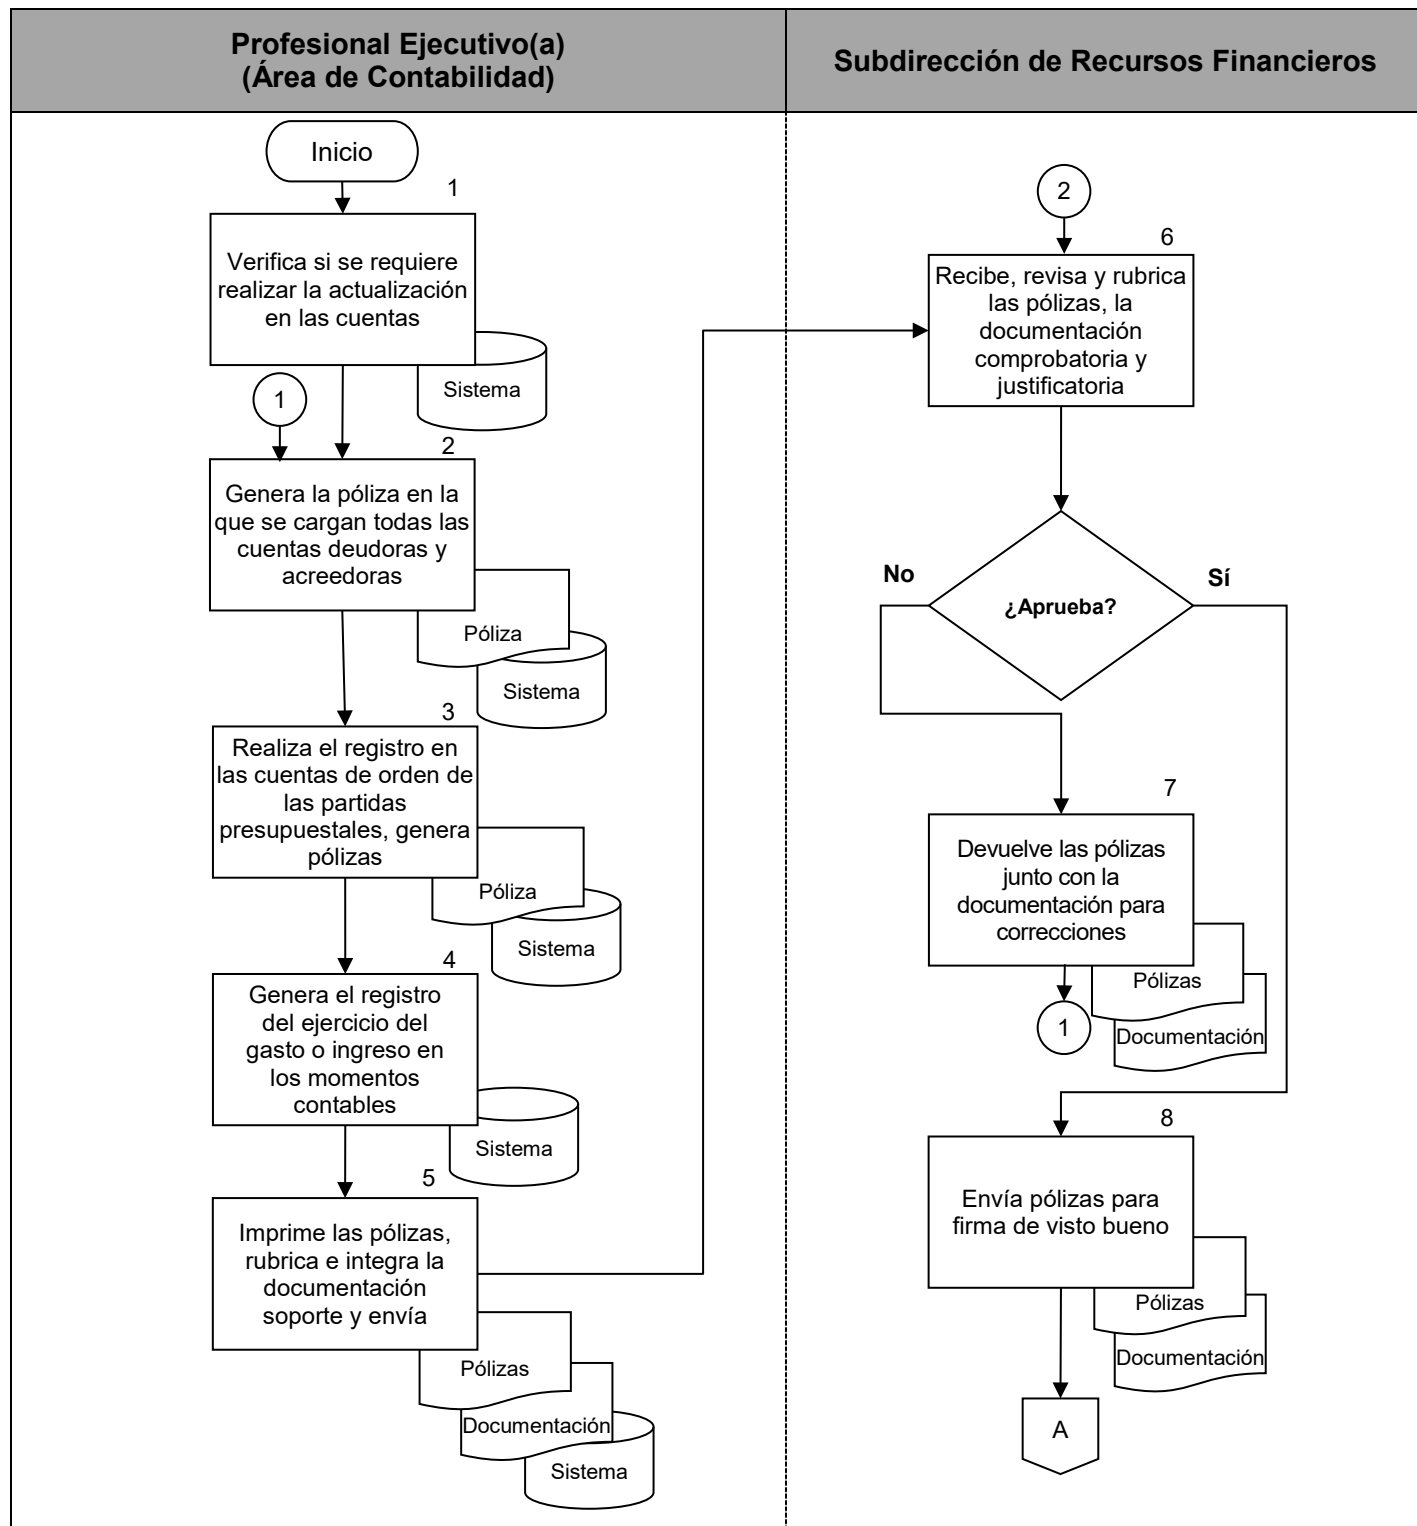 Profesional Ejecutivo(a)
(Área de Contabilidad)
Subdirección de Recursos Financieros
Inicio
1
Verifica si se requiere
realizar la actualización
en las cuentas
Sistema
1
2
Genera la póliza en la
que se cargan todas las
cuentas deudoras y
acreedoras
Póliza
Sistema
3
Realiza el registro en
las cuentas de orden de
las partidas
presupuestales, genera
pólizas
Póliza
Sistema
4
Genera el registro
del ejercicio del
gasto o ingreso en
los momentos
contables
Sistema
5
Imprime las pólizas,
rubrica e integra la
documentación
soporte y envía
Pólizas
Documentación
Sistema
2
6
Recibe, revisa y rubrica
las pólizas, la
documentación
comprobatoria y
justificatoria
No
Sí
¿Aprueba?
7
Devuelve las pólizas
junto con la
documentación para
correcciones
Pólizas
Documentación
1
8
Envía pólizas para
firma de visto bueno
Pólizas
Documentación
A